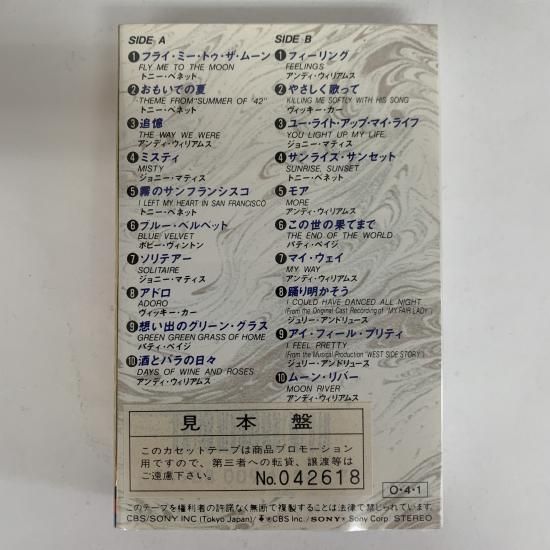 SIDE A
❶フライ・ミー・トゥ・ザ・ムーン
FLY ME TO THE MOON
トニー・ベネット
❷おもいでの夏
THEME FROM"SUMMER OF '42"
トニー・ベネット
❸追憶
THE WAY WE WERE
アンディ・ウィリアムス
❹ミスティ
MISTY
ジョニー・マティス
❺霧のサンフランシスコ
I LEFT MY HEART IN SAN FRANCISCO
トニー・ベネット
❻ブルー・ベルベット
BLUE VELVET
ボビー・ヴィントン
❼ソリテアー
SOLITAIRE
ジョニー・マティス
❽アドロ
ADORO
ヴィッキー・カー
❾想い出のグリーン・グラス
GREEN GREEN GRASS OF HOME
パティ・ペイジ
❿酒とバラの日々
DAYS OF WINE AND ROSES
アンディ・ウィリアムス
SIDE B
❶フィーリング
FEELINGS
アンディ・ウィリアムス
❷やさしく歌って
KILLING ME SOFTLY WITH HIS SONG
ヴィッキー・カー
❸ユー・ライト・アップ・マイ・ライフ
YOU LIGHT UP MY LIFE
ジョニー・マティス
❹サンライズ・サンセット
SUNRISE, SUNSET
トニー・ベネット
❺モア
MORE
アンディ・ウィリアムス
❻この世の果てまで
THE END OF THE WORLD
パティ・ペイジ
❼マイ・ウェイ
MY WAY
アンディ・ウィリアムス
❽踊り明かそう
I COULD HAVE DANCED ALL NIGHT
(From the Original Cast Recording of "MY FAIR LADY")
ジュリー・アンドリュース
❾アイ・フィール・プリティ
I FEEL PRETTY
(From the Musical Production "WEST SIDE STORY")
ジュリー・アンドリュース
❿ムーン・リバー
MOON RIVER
アンディ・ウィリアムス
見本盤
このカセットテープは商品プロモーション
用ですので、第三者への転貸、譲渡等は
ご遠慮下さい。
No.042618
0・4・1
このテープを権利者の許諾なく無断で複製することは法律で禁じられています。
CBS/SONY INC (Tokyo Japan)/ ®CBS Inc./SONY® Sony Corp. STEREO